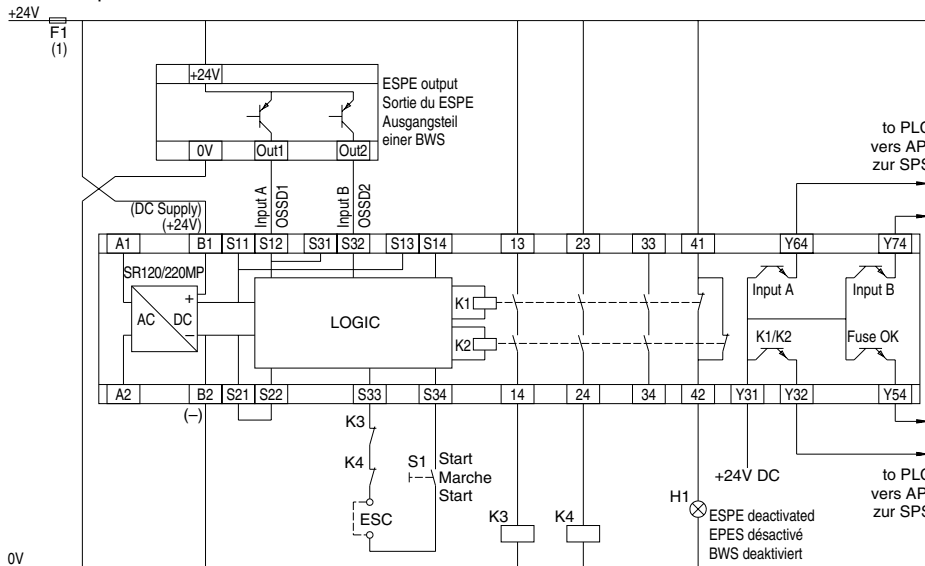 +24V
F1
(1)
+24V
ESPE output
Sortie du ESPE
Ausgangsteil
einer BWS
0V Out1 Out2
to PLC
vers AP
zur SPS
Input A
OSSD1
Input B
OSSD2
(DC Supply)
(+24V)
A1 B1 S11 S12 S31 S32 S13 S14 13 23 33 41 Y64 Y74
SR120/220MP
+
AC DC
–
LOGIC
K1
K2
Input A Input B
K1/K2 Fuse OK
A2 B2 S21 S22 S33 S34 14 24 34 42 Y31 Y32 Y54
(–)
K3
K4
ESC
S1
Start
Marche
Start
K3
K4
H1
ESPE deactivated
EPES désactivé
BWS deaktiviert
+24V DC
to PLC
vers AP
zur SPS
0V